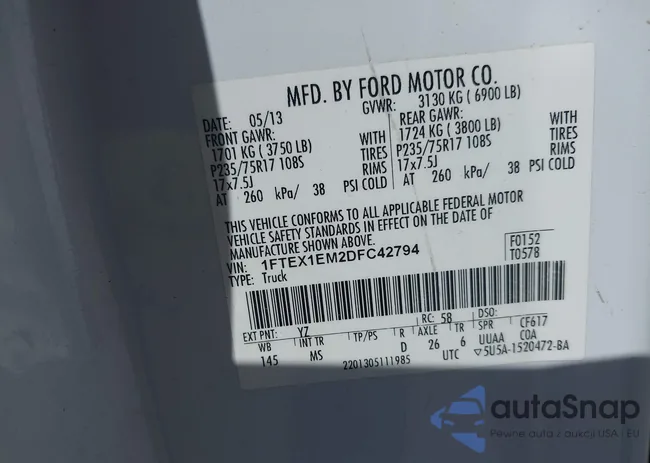 MFD. BY FORD MOTOR CO.
DATE: 05/13 GVWR: 3130 KG ( 6900 LB)
FRONT GAWR: REAR GAWR:
1701 KG ( 3750 LB) WITH 1724 KG ( 3800 LB) WITH
P235/75R17 108S TIRES P235/75R17 108S TIRES
17x7.5J RIMS 17x7.5J RIMS
AT 260 kPa/ 38 PSI COLD AT 260 kPa/ 38 PSI COLD
THIS VEHICLE CONFORMS TO ALL APPLICABLE FEDERAL MOTOR
VEHICLE SAFETY STANDARDS IN EFFECT ON THE DATE OF
MANUFACTURE SHOWN ABOVE.
VIN: 1FTEX1EM2DFC42794 F0152
TYPE: Truck T0578
EXT PNT: YZ RC: 58 DSO:
WB INT TR TP/PS R AXLE TR SPR CF617
145 MS D 26 6 UUAA COA
2201305111985 UTC ▽5U5A-1520472-BA
autoSnap
Pewne auta z aukcji USA i EU